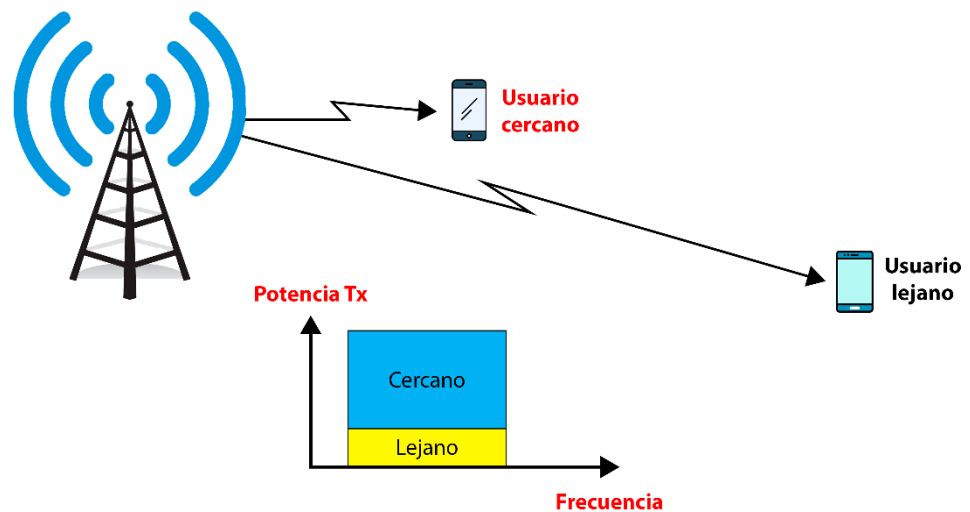 Usuario
cercano
Usuario
lejano
Potencia Tx
Cercano
Lejano
Frecuencia